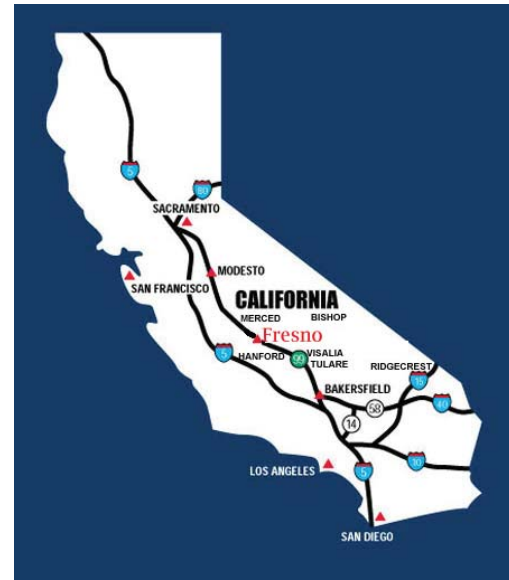 5
80
SACRAMENTO
MODESTO
SAN FRANCISCO
CALIFORNIA
MERCED
BISHOP
Fresno
5
HANFORD
99
VISALIA
TULARE
RIDGECREST
15
BAKERSFIELD
58
40
14
LOS ANGELES
5
10
SAN DIEGO